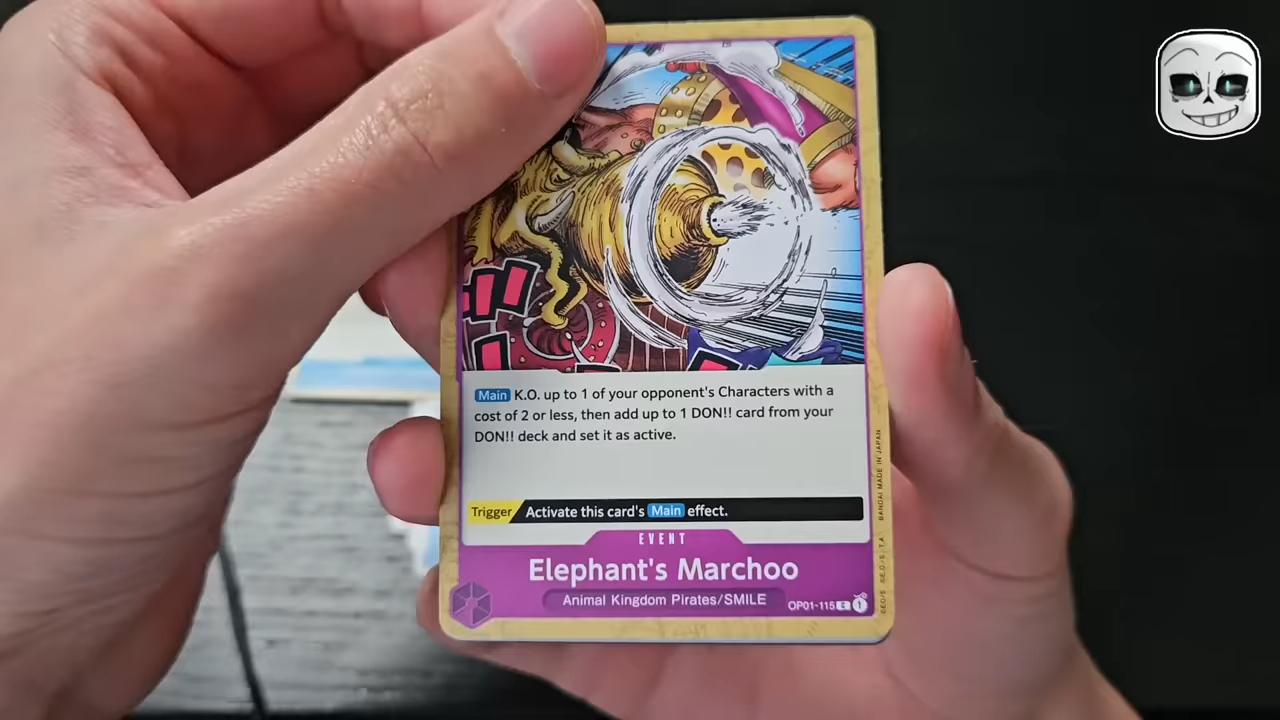 Main K.O. up to 1 of your opponent's Characters with a
cost of 2 or less, then add up to 1 DON!! card from your
DON!! deck and set it as active.
Trigger Activate this card's Main effect.
EVENT
Elephant's Marchoo
Animal Kingdom Pirates/SMILE
OP01-115 C 1
BANDAI MADE IN JAPAN